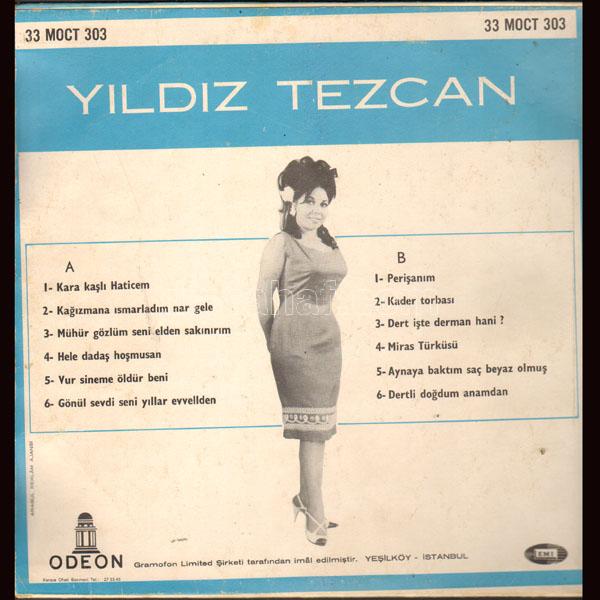 33 MOCT 303
33 MOCT 303
YILDIZ TEZCAN
A
1- Kara kaşlı Haticem
2- Kağızmana ısmarladım nar gele
3- Mühür gözlüm seni elden sakınırım
4- Hele dadaş hoşmusan
5- Vur sineme öldür beni
6- Gönül sevdi seni yıllar evvellden
B
1- Perişanım
2- Kader torbası
3- Dert işte derman hani ?
4- Miras Türküsü
5- Aynaya baktım saç beyaz olmuş
6- Dertli doğdum anamdan
ODEON
Gramofon Limited Şirketi tarafından imâl edilmiştir. YEŞİLKÖY - İSTANBUL
EMI